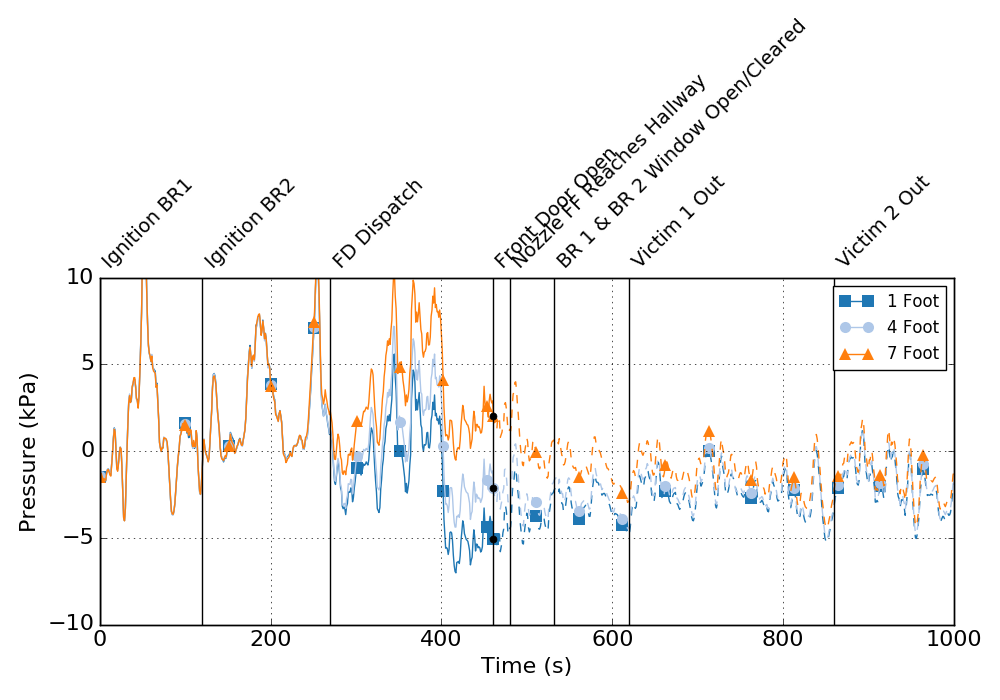 Ignition BR1
Ignition BR2
FD Dispatch
Front Door Open
Nozzle FF Reaches Hallway
BR 1 & BR 2 Window Open/Cleared
Victim 1 Out
Victim 2 Out
10
5
0
−5
−10
Pressure (kPa)
1 Foot
4 Foot
7 Foot
0
200
400
600
800
1000
Time (s)